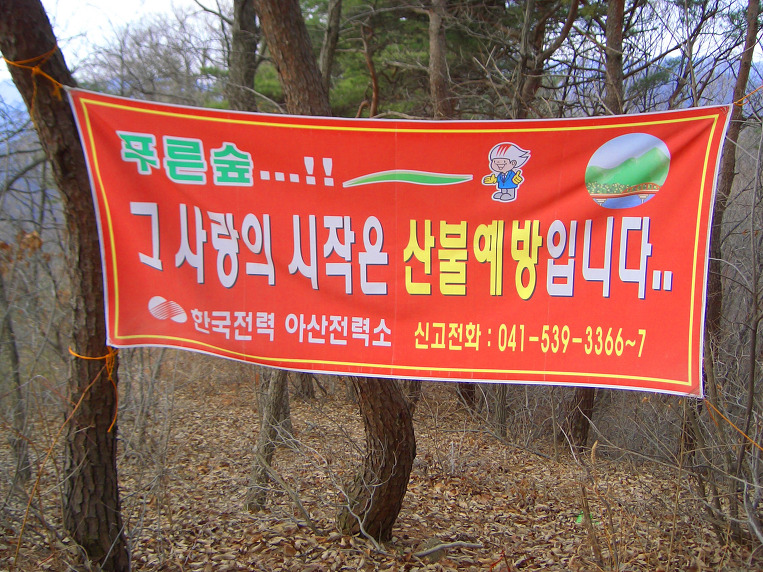 푸른숲....!!
그 사랑의 시작은 산불예방입니다..
한국전력 아산전력소 신고전화 : 041-539-3366~7